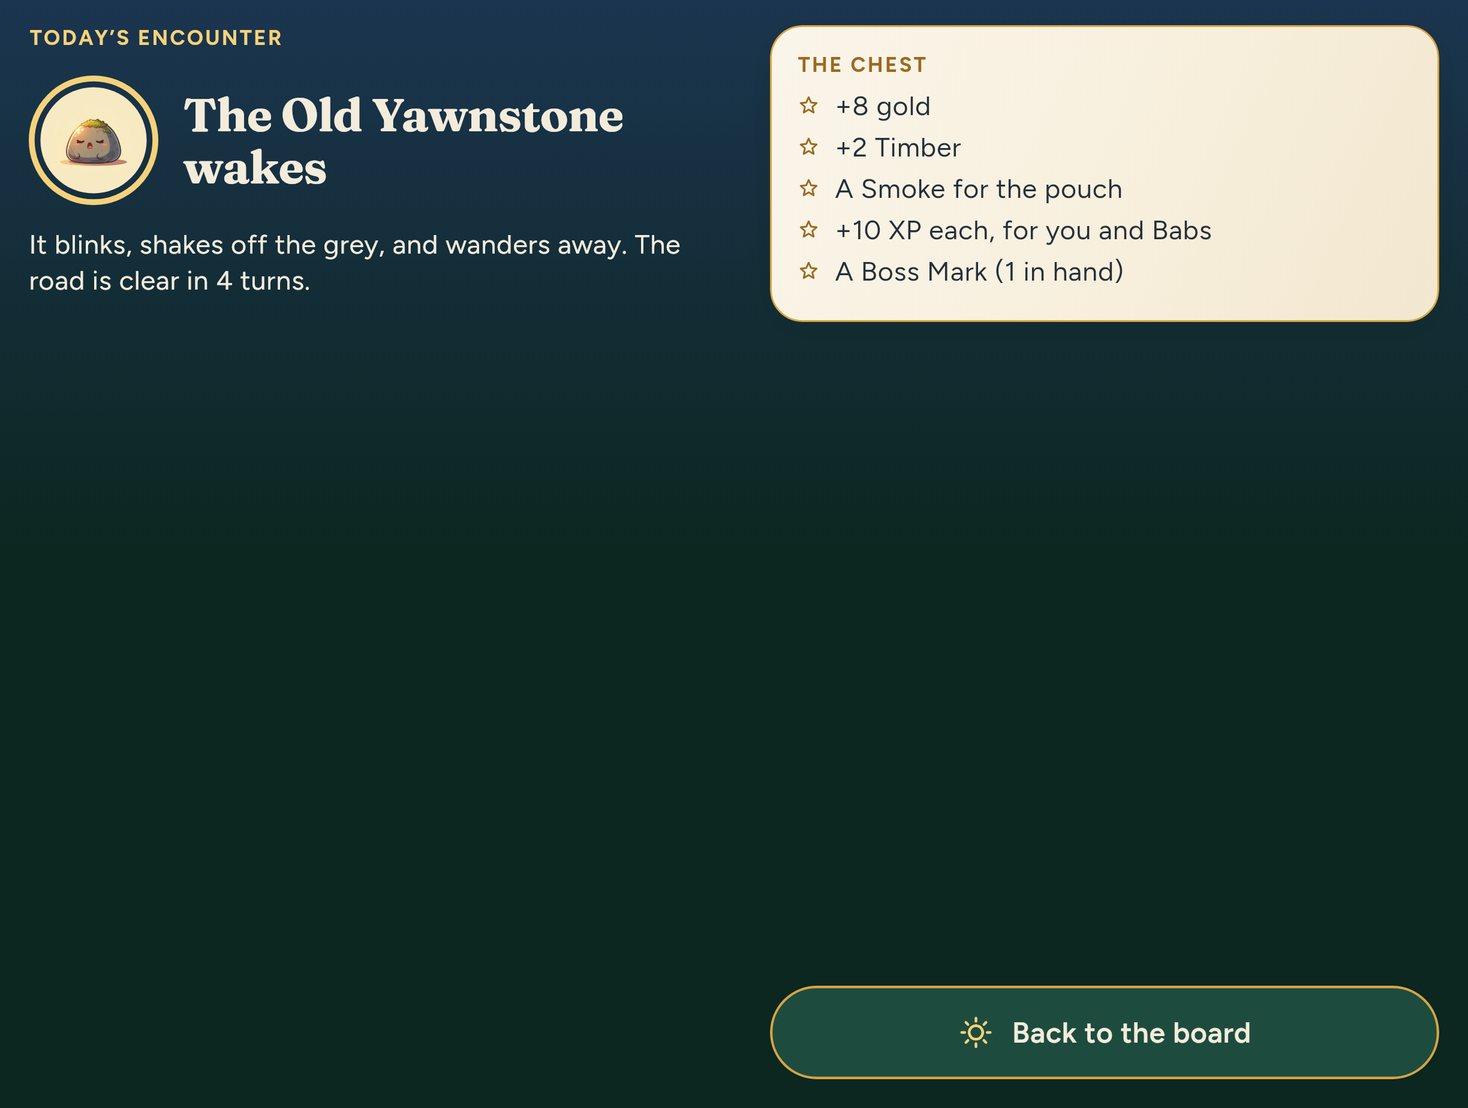 TODAY’S ENCOUNTER
The Old Yawnstone
wakes
It blinks, shakes off the grey, and wanders away. The
road is clear in 4 turns.
THE CHEST
+8 gold
+2 Timber
A Smoke for the pouch
+10 XP each, for you and Babs
A Boss Mark (1 in hand)
Back to the board